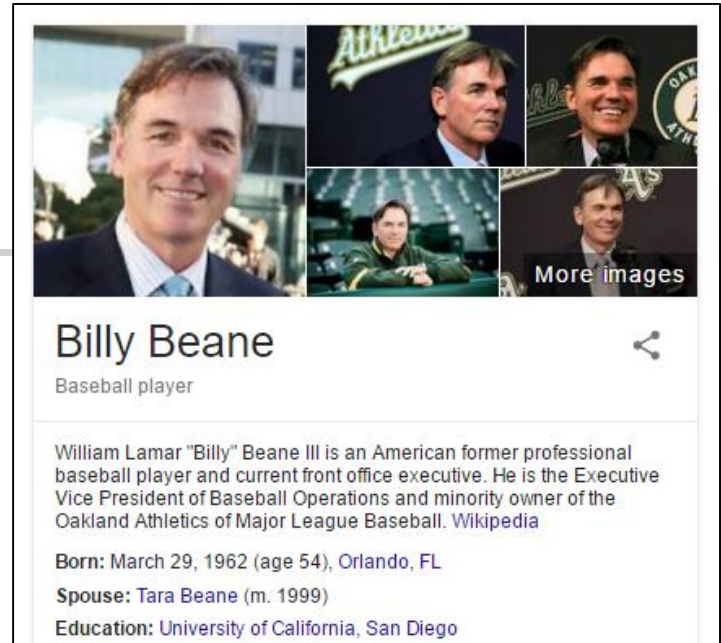 Athletic
OAK
ATH
A's
More images
Billy Beane
Baseball player
William Lamar "Billy" Beane III is an American former professional
baseball player and current front office executive. He is the Executive
Vice President of Baseball Operations and minority owner of the
Oakland Athletics of Major League Baseball. Wikipedia
Born: March 29, 1962 (age 54), Orlando, FL
Spouse: Tara Beane (m. 1999)
Education: University of California, San Diego